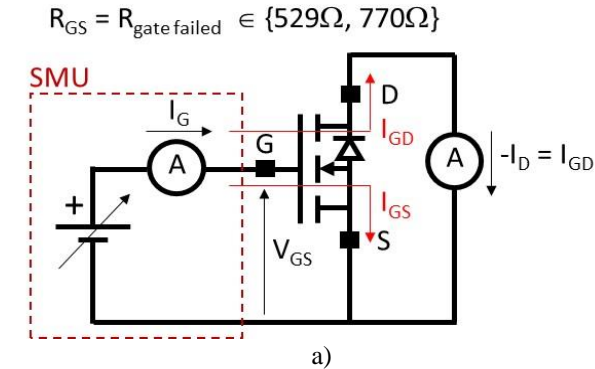 R_GS = R_gate failed ∈ {529Ω, 770Ω}
SMU
I_G
A
G
D
I_GD
A
-I_D = I_GD
+
V_GS
I_GS
S
a)